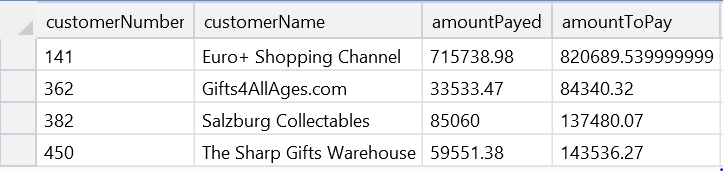 customerNumber customerName amountPayed amountToPay
141 Euro+ Shopping Channel 715738.98 820689.539999999
362 Gifts4AllAges.com 33533.47 84340.32
382 Salzburg Collectables 85060 137480.07
450 The Sharp Gifts Warehouse 59551.38 143536.27